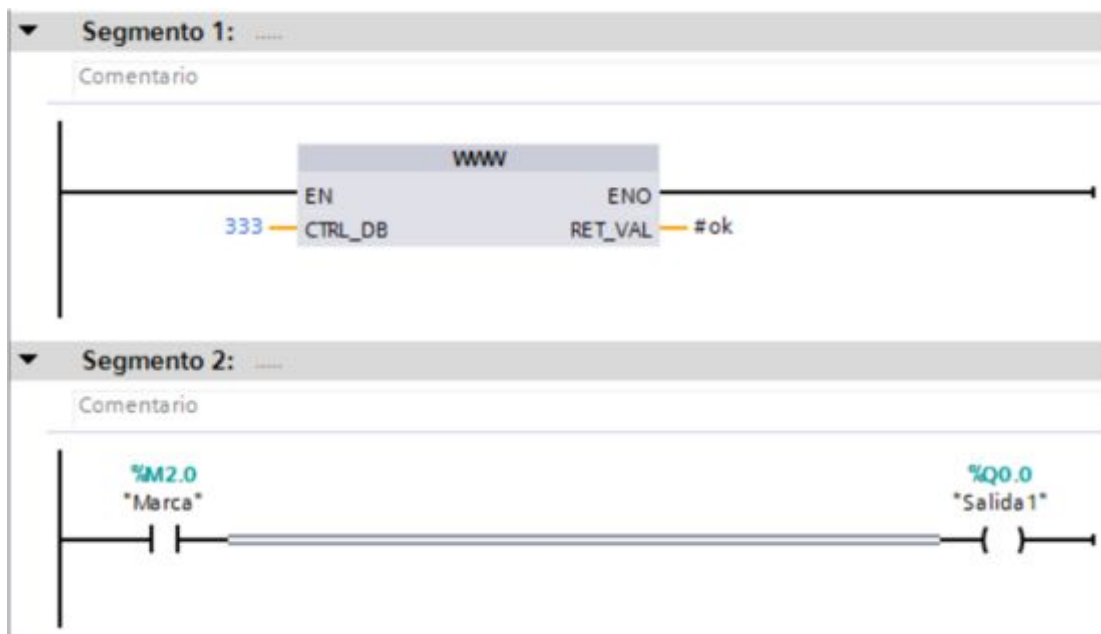 Segmento 1: .....
Comentario
WWW
EN ENO
333 CTRL_DB RET_VAL #ok
Segmento 2: .....
Comentario
%M2.0 %Q0.0
"Marca" "Salida1"